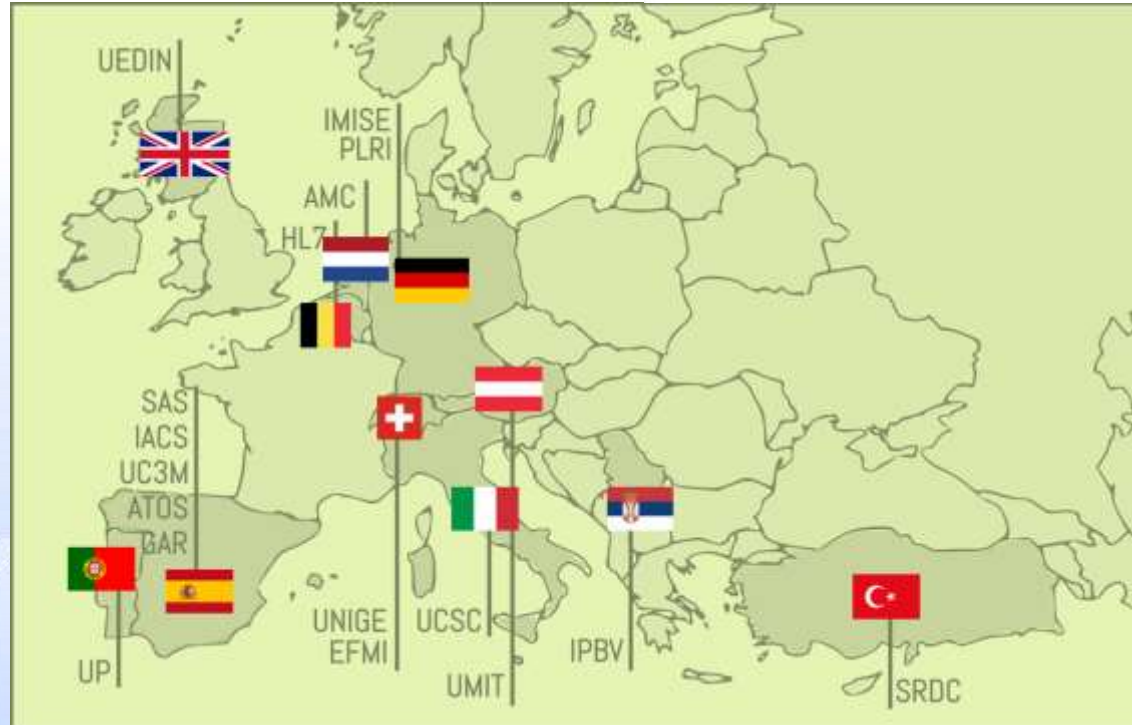 UEDIN
IMISE
PLRI
AMC
HL7
SAS
IACS
UC3M
ATOS
GAR
UP
UNIGE
EFMI
UCSC
UMIT
IPBV
SRDC